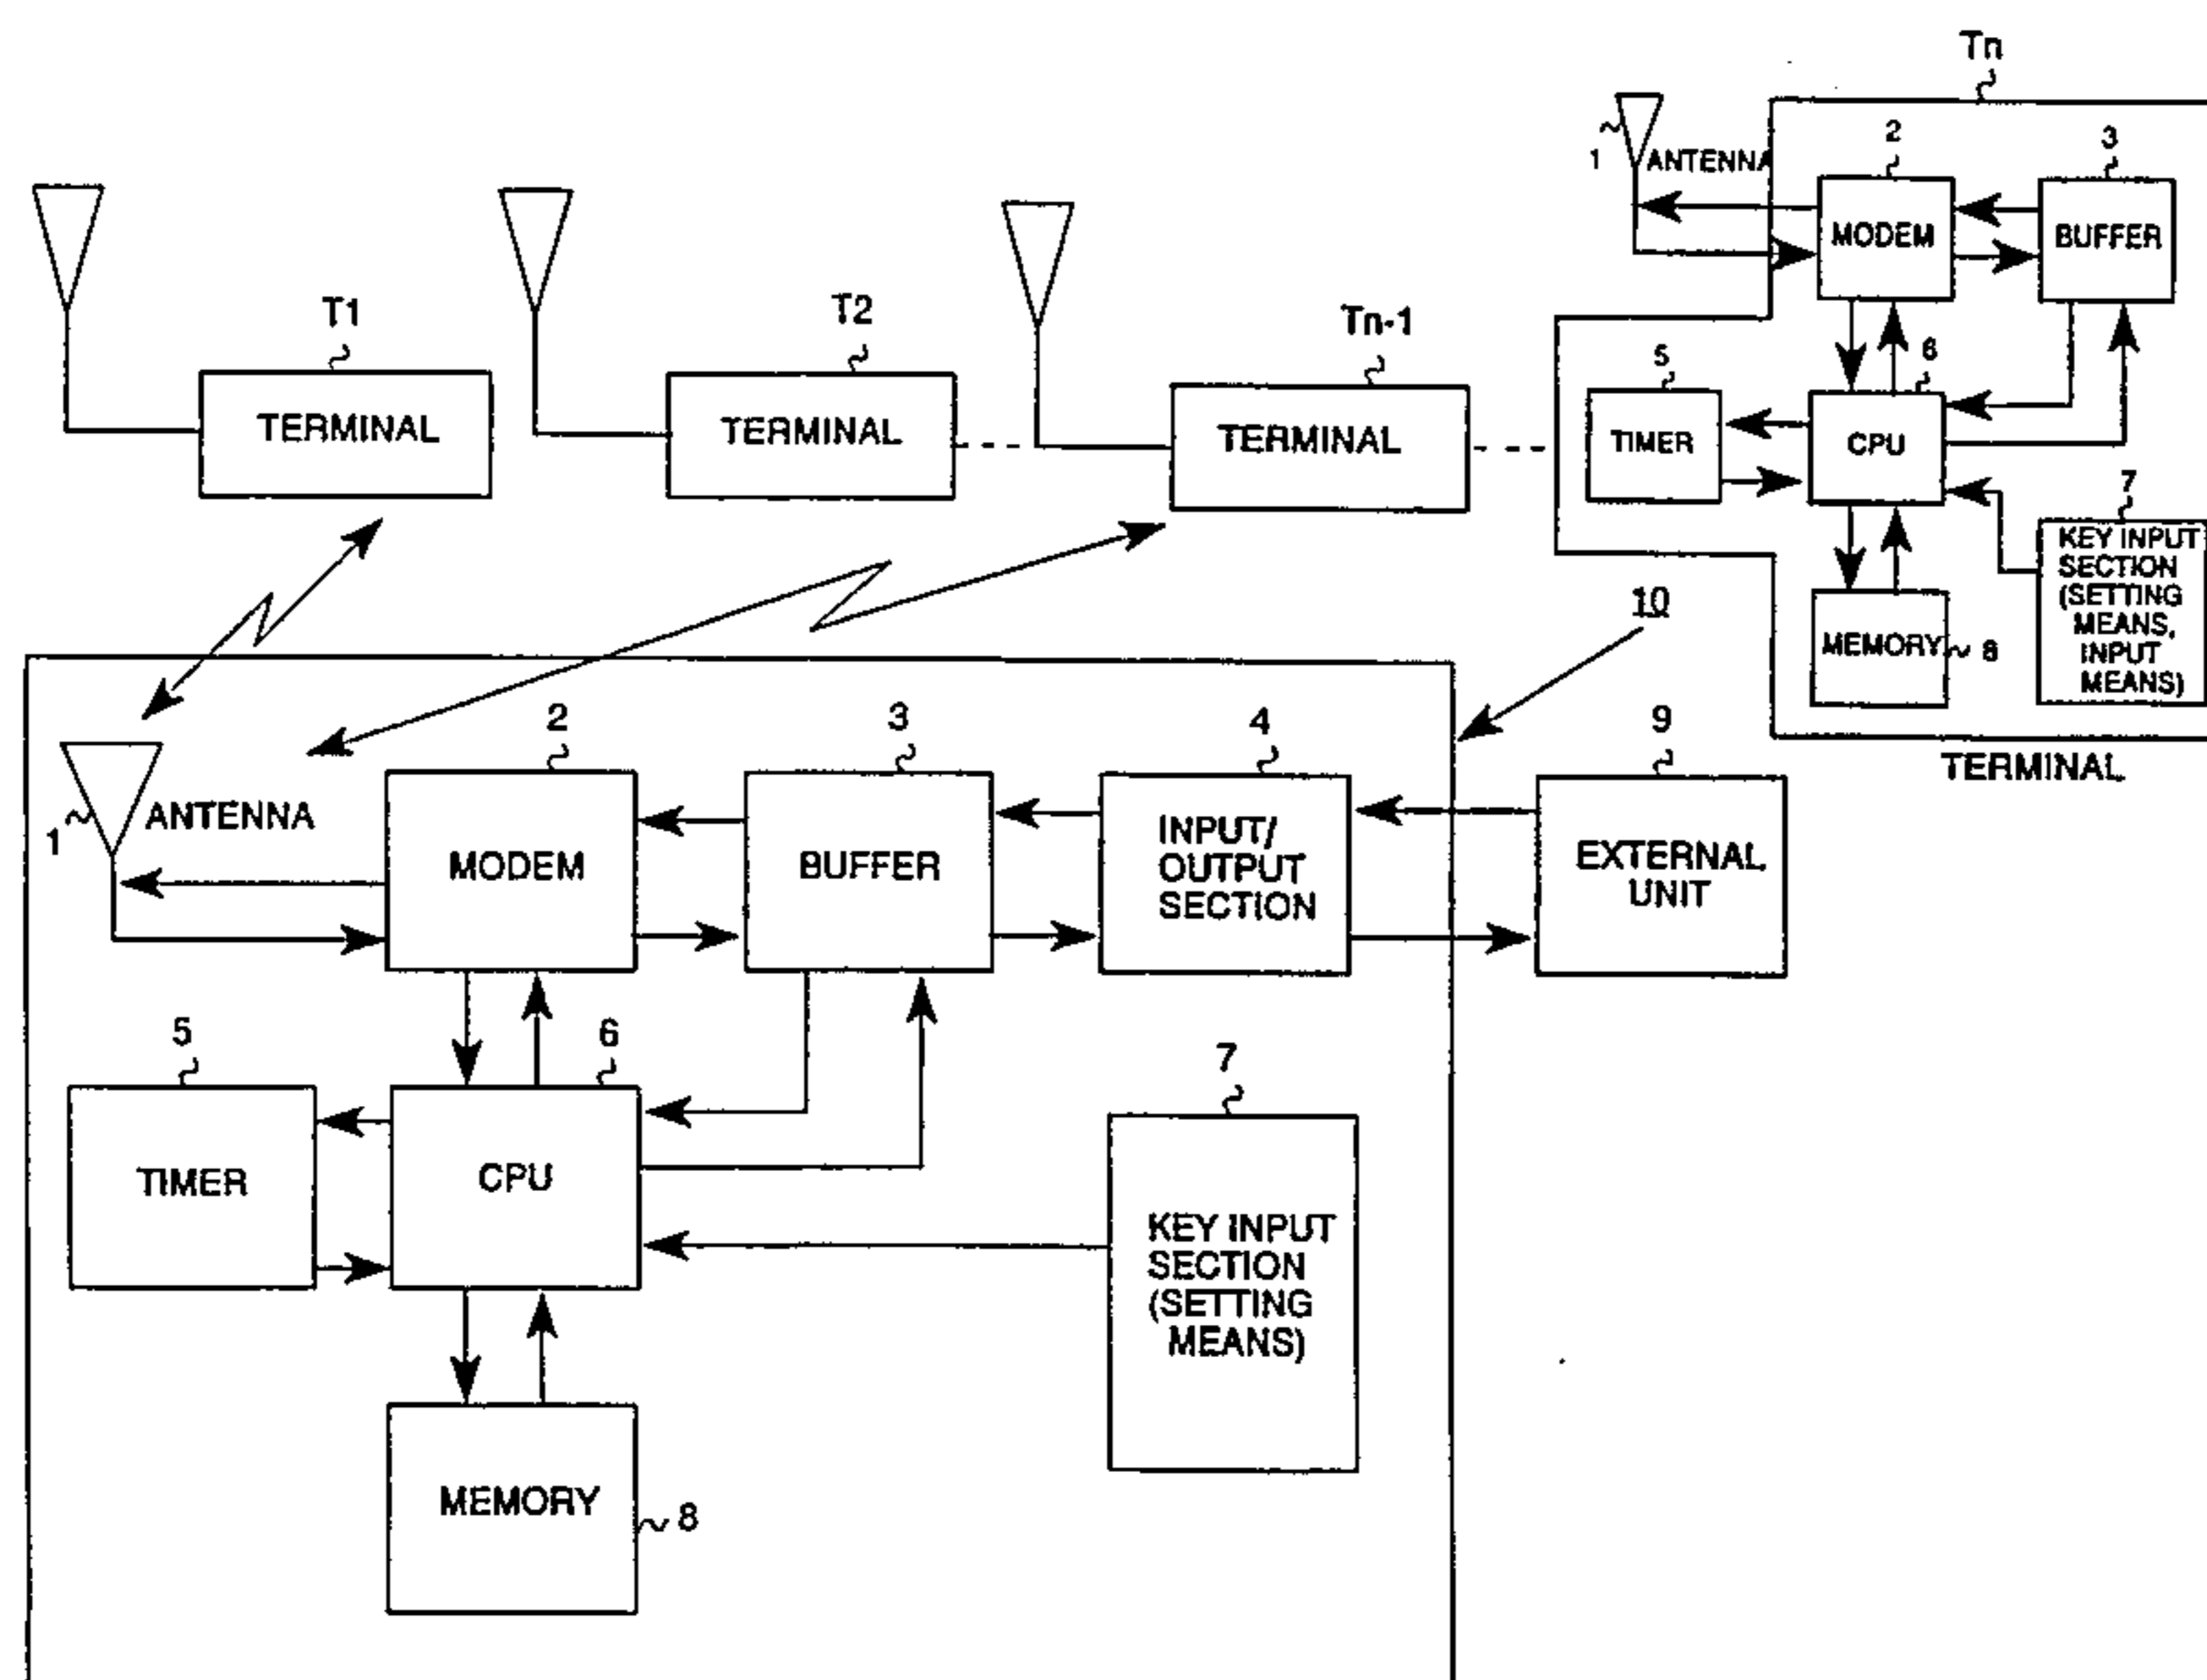 Tn
1
ANTENNA
2
3
MODEM
BUFFER
T1
T2
Tn-1
TERMINAL
TERMINAL
TERMINAL
5
6
TIMER
CPU
7
KEY INPUT
SECTION
(SETTING
MEANS,
INPUT
MEANS)
MEMORY
8
TERMINAL
10
1
ANTENNA
2
3
4
9
MODEM
BUFFER
INPUT/
OUTPUT
SECTION
EXTERNAL
UNIT
5
6
7
TIMER
CPU
KEY INPUT
SECTION
(SETTING
MEANS)
MEMORY
8